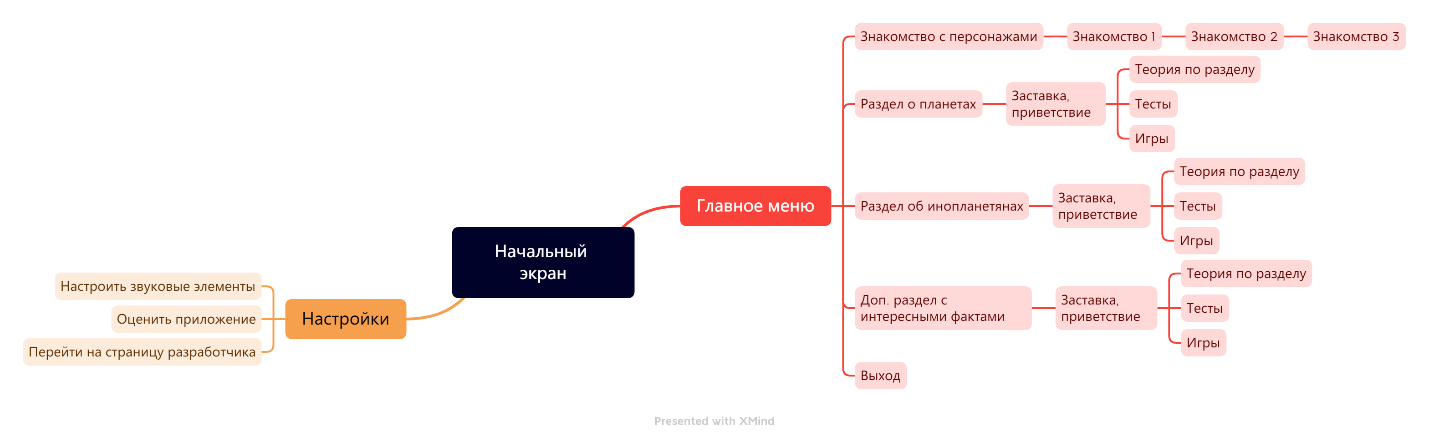 Начальный
экран
Главное меню
Знакомство с персонажами
Знакомство 1
Знакомство 2
Знакомство 3
Раздел о планетах
Заставка,
приветствие
Теория по разделу
Тесты
Игры
Раздел об инопланетянах
Заставка,
приветствие
Теория по разделу
Тесты
Игры
Доп. раздел с
интересными фактами
Заставка,
приветствие
Теория по разделу
Тесты
Игры
Выход
Настройки
Настроить звуковые элементы
Оценить приложение
Перейти на страницу разработчика
Presented with XMind